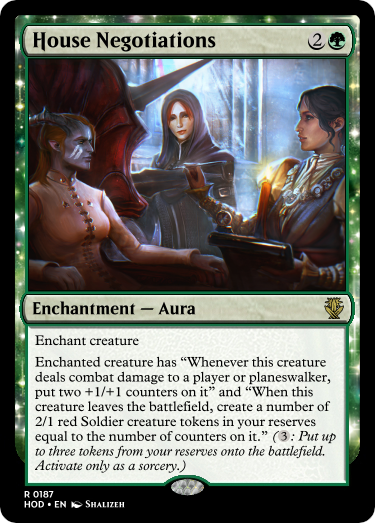 House Negotiations 2
Enchantment — Aura
Enchant creature
Enchanted creature has “Whenever this creature
deals combat damage to a player or planeswalker,
put two +1/+1 counters on it” and “When this
creature leaves the battlefield, create a number of
2/1 red Soldier creature tokens in your reserves
equal to the number of counters on it.” (3: Put up
to three tokens from your reserves onto the battlefield.
Activate only as a sorcery.)
R 0187
HOD • EN Shalizeh